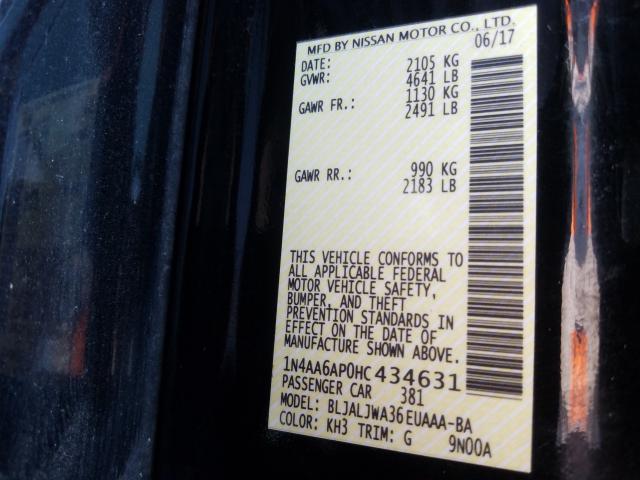 MFD BY NISSAN MOTOR CO., LTD.
DATE: 06/17
GVWR: 2105 KG
4641 LB
GAWR FR.: 1130 KG
2491 LB
GAWR RR.: 990 KG
2183 LB
THIS VEHICLE CONFORMS TO
ALL APPLICABLE FEDERAL
MOTOR VEHICLE SAFETY,
BUMPER, AND THEFT
PREVENTION STANDARDS IN
EFFECT ON THE DATE OF
MANUFACTURE SHOWN ABOVE.
1N4AA6AP0HC434631
PASSENGER CAR 381
MODEL: BLJALJWA36EUAAA-BA
COLOR: KH3 TRIM: G 9N00A